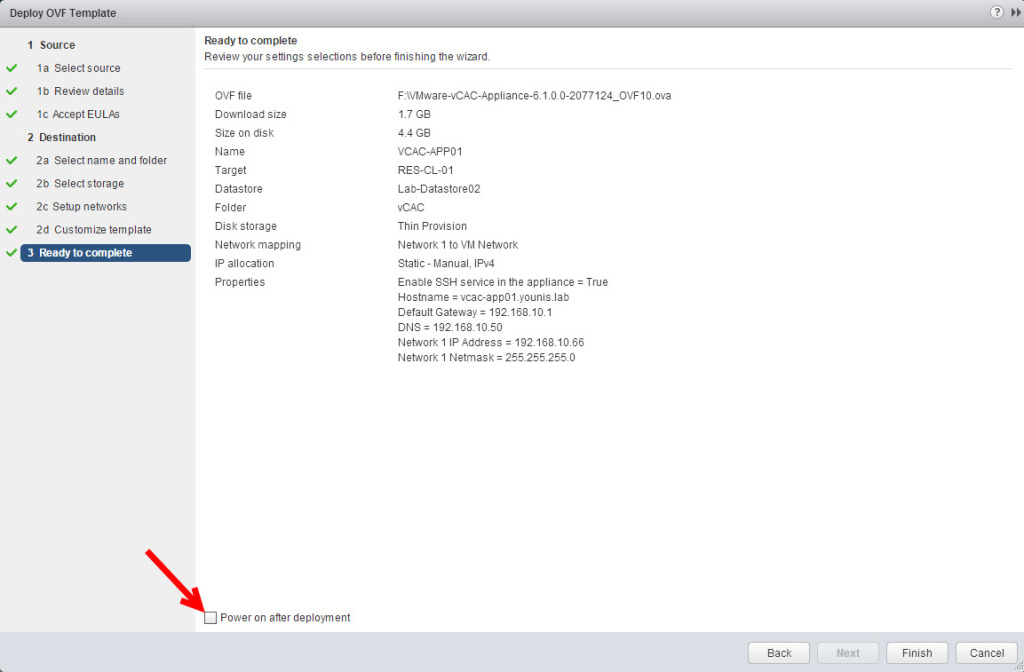 Deploy OVF Template
?
1 Source
1a Select source
1b Review details
1c Accept EULAs
2 Destination
2a Select name and folder
2b Select storage
2c Setup networks
2d Customize template
3 Ready to complete
Ready to complete
Review your settings selections before finishing the wizard.
OVF file F:\VMware-vCAC-Appliance-6.1.0.0-2077124_OVF10.ova
Download size 1.7 GB
Size on disk 4.4 GB
Name VCAC-APP01
Target RES-CL-01
Datastore Lab-Datastore02
Folder vCAC
Disk storage Thin Provision
Network mapping Network 1 to VM Network
IP allocation Static - Manual, IPv4
Properties Enable SSH service in the appliance = True
Hostname = vcac-app01.younis.lab
Default Gateway = 192.168.10.1
DNS = 192.168.10.50
Network 1 IP Address = 192.168.10.66
Network 1 Netmask = 255.255.255.0
Power on after deployment
Back Next Finish Cancel